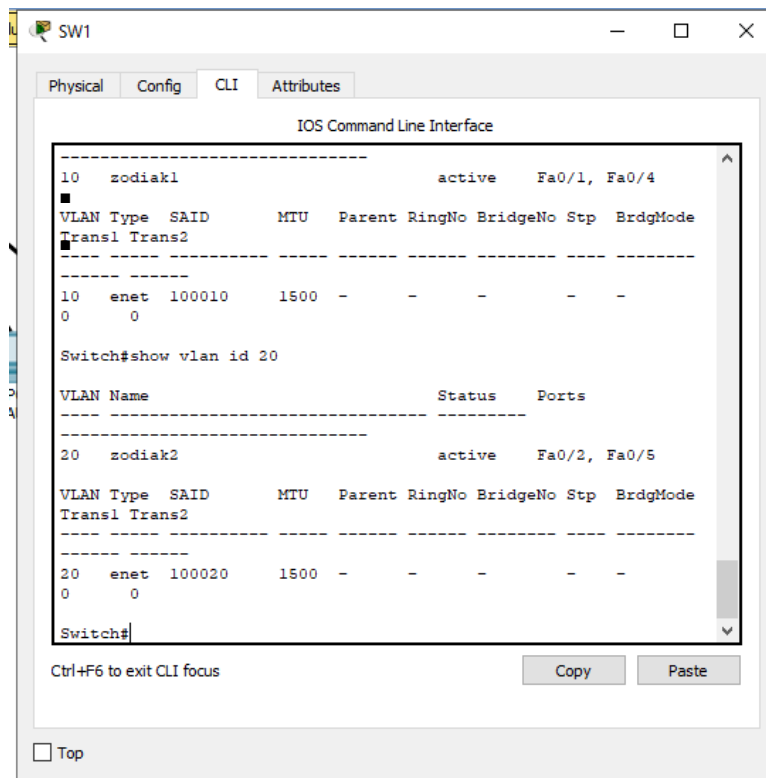 SW1
Physical Config CLI Attributes
IOS Command Line Interface
--------------------------------
10 zodiak1 active Fa0/1, Fa0/4
VLAN Type SAID MTU Parent RingNo BridgeNo Stp BrdgMode
Trans1 Trans2
---- ----- ---------- ----- ------ ------ -------- ---- --------
------ ------
10 enet 100010 1500 - - - - -
0 0
Switch#show vlan id 20
VLAN Name Status Ports
---- -------------------------------- ---------
--------------------------------
20 zodiak2 active Fa0/2, Fa0/5
VLAN Type SAID MTU Parent RingNo BridgeNo Stp BrdgMode
Trans1 Trans2
---- ----- ---------- ----- ------ ------ -------- ---- --------
------ ------
20 enet 100020 1500 - - - - -
0 0
Switch#
Ctrl+F6 to exit CLI focus
Copy Paste
Top